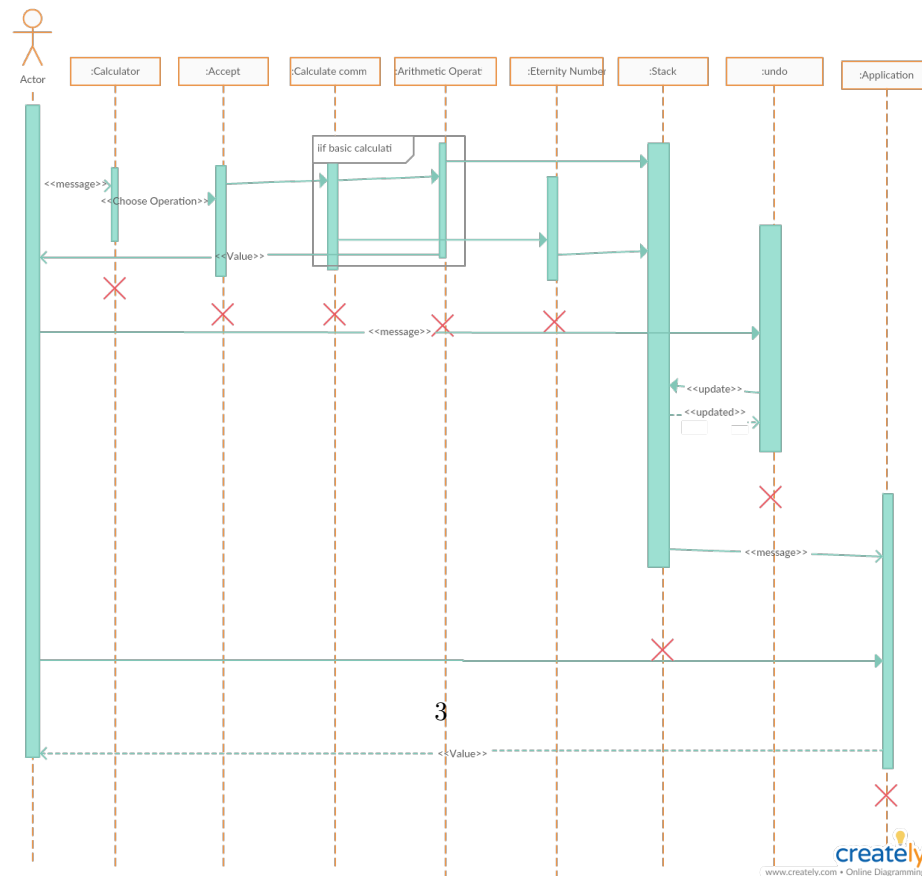 Actor
:Calculator
:Accept
:Calculate comm
:Arithmetic Operat
:Eternity Number
:Stack
:undo
:Application
iif basic calculati
<<message>>
<<Choose Operation>>
<<Value>>
<<message>>
<<update>>
<<updated>>
<<message>>
3
<<Value>>
creately
www.creately.com • Online Diagramming